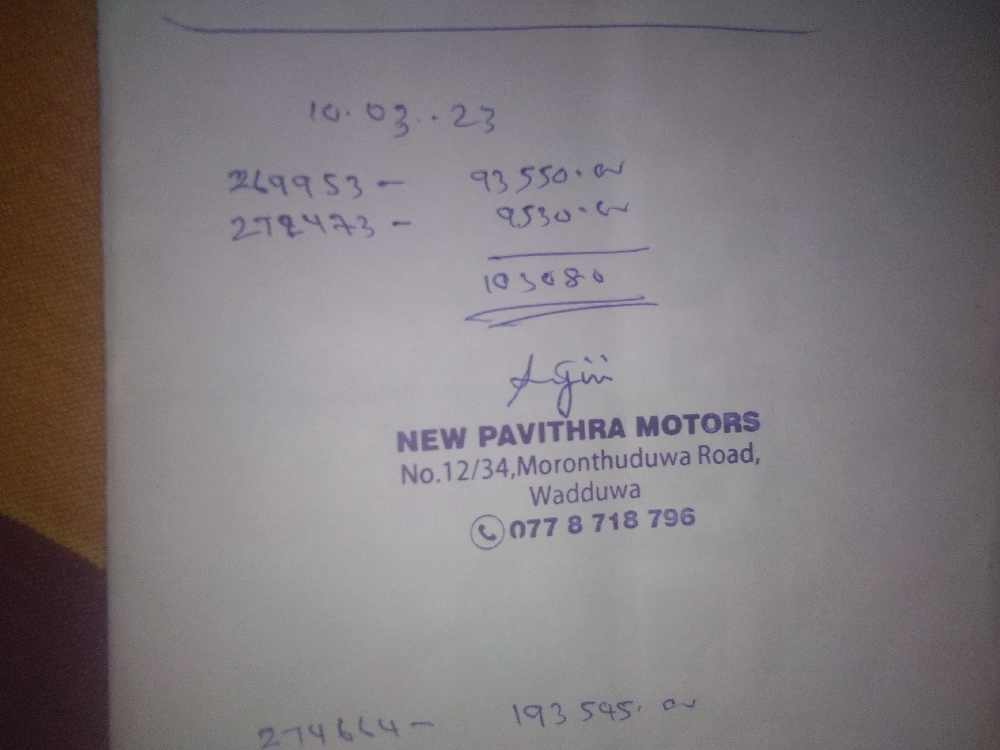 10.03..23
269953 - 93550.00
272473 - 9530.00
103080
NEW PAVITHRA MOTORS
No.12/34,Moronthuduwa Road,
Wadduwa
077 8 718 796
274664 - 193545.00